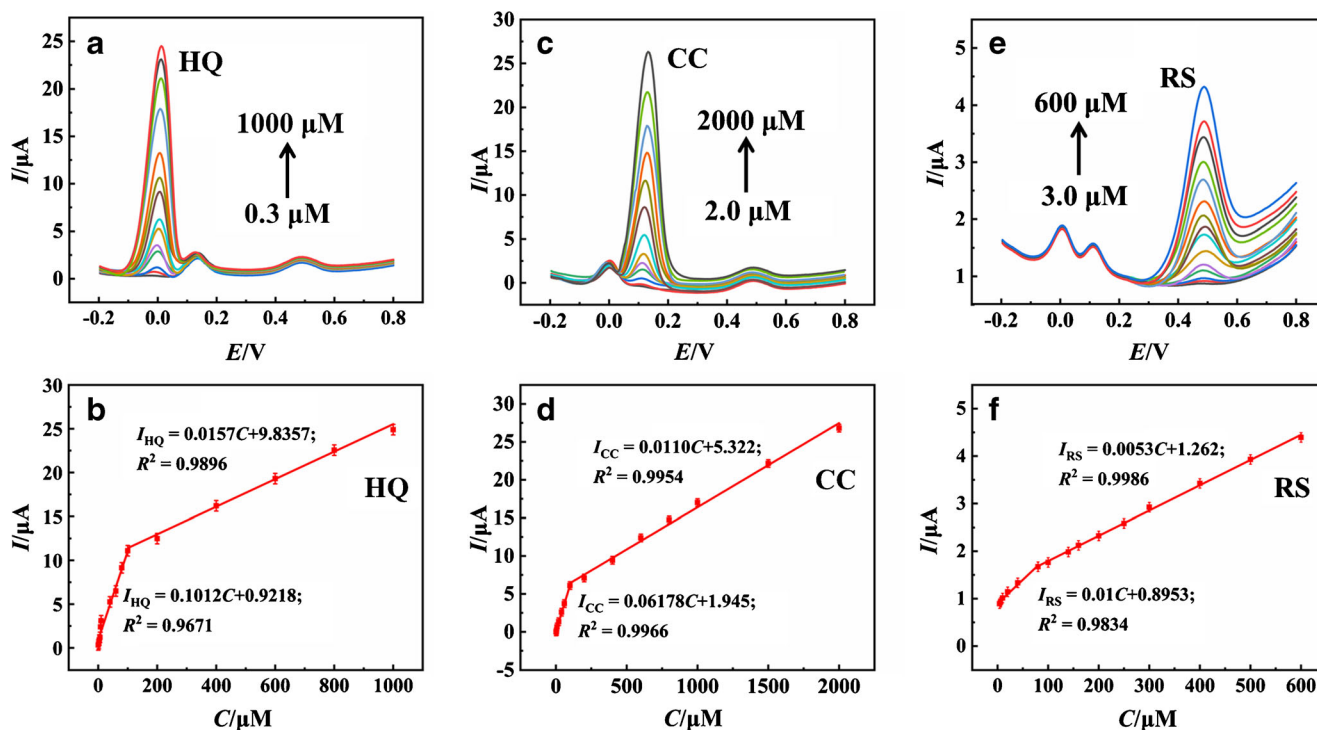 a
HQ
1000 μM
0.3 μM
I/μA
25
20
15
10
5
0
-0.2 0.0 0.2 0.4 0.6 0.8
E/V
c
CC
2000 μM
2.0 μM
I/μA
30
25
20
15
10
5
0
-0.2 0.0 0.2 0.4 0.6 0.8
E/V
e
RS
600 μM
3.0 μM
I/μA
5
4
3
2
1
-0.2 0.0 0.2 0.4 0.6 0.8
E/V
b
I_HQ = 0.0157C+9.8357;
R² = 0.9896
HQ
I_HQ = 0.1012C+0.9218;
R² = 0.9671
I/μA
30
25
20
15
10
5
0
0 200 400 600 800 1000
C/μM
d
I_CC = 0.0110C+5.322;
R² = 0.9954
CC
I_CC = 0.06178C+1.945;
R² = 0.9966
I/μA
30
25
20
15
10
5
0
-5
0 500 1000 1500 2000
C/μM
f
I_RS = 0.0053C+1.262;
R² = 0.9986
RS
I_RS = 0.01C+0.8953;
R² = 0.9834
I/μA
5
4
3
2
1
0
0 100 200 300 400 500 600
C/μM